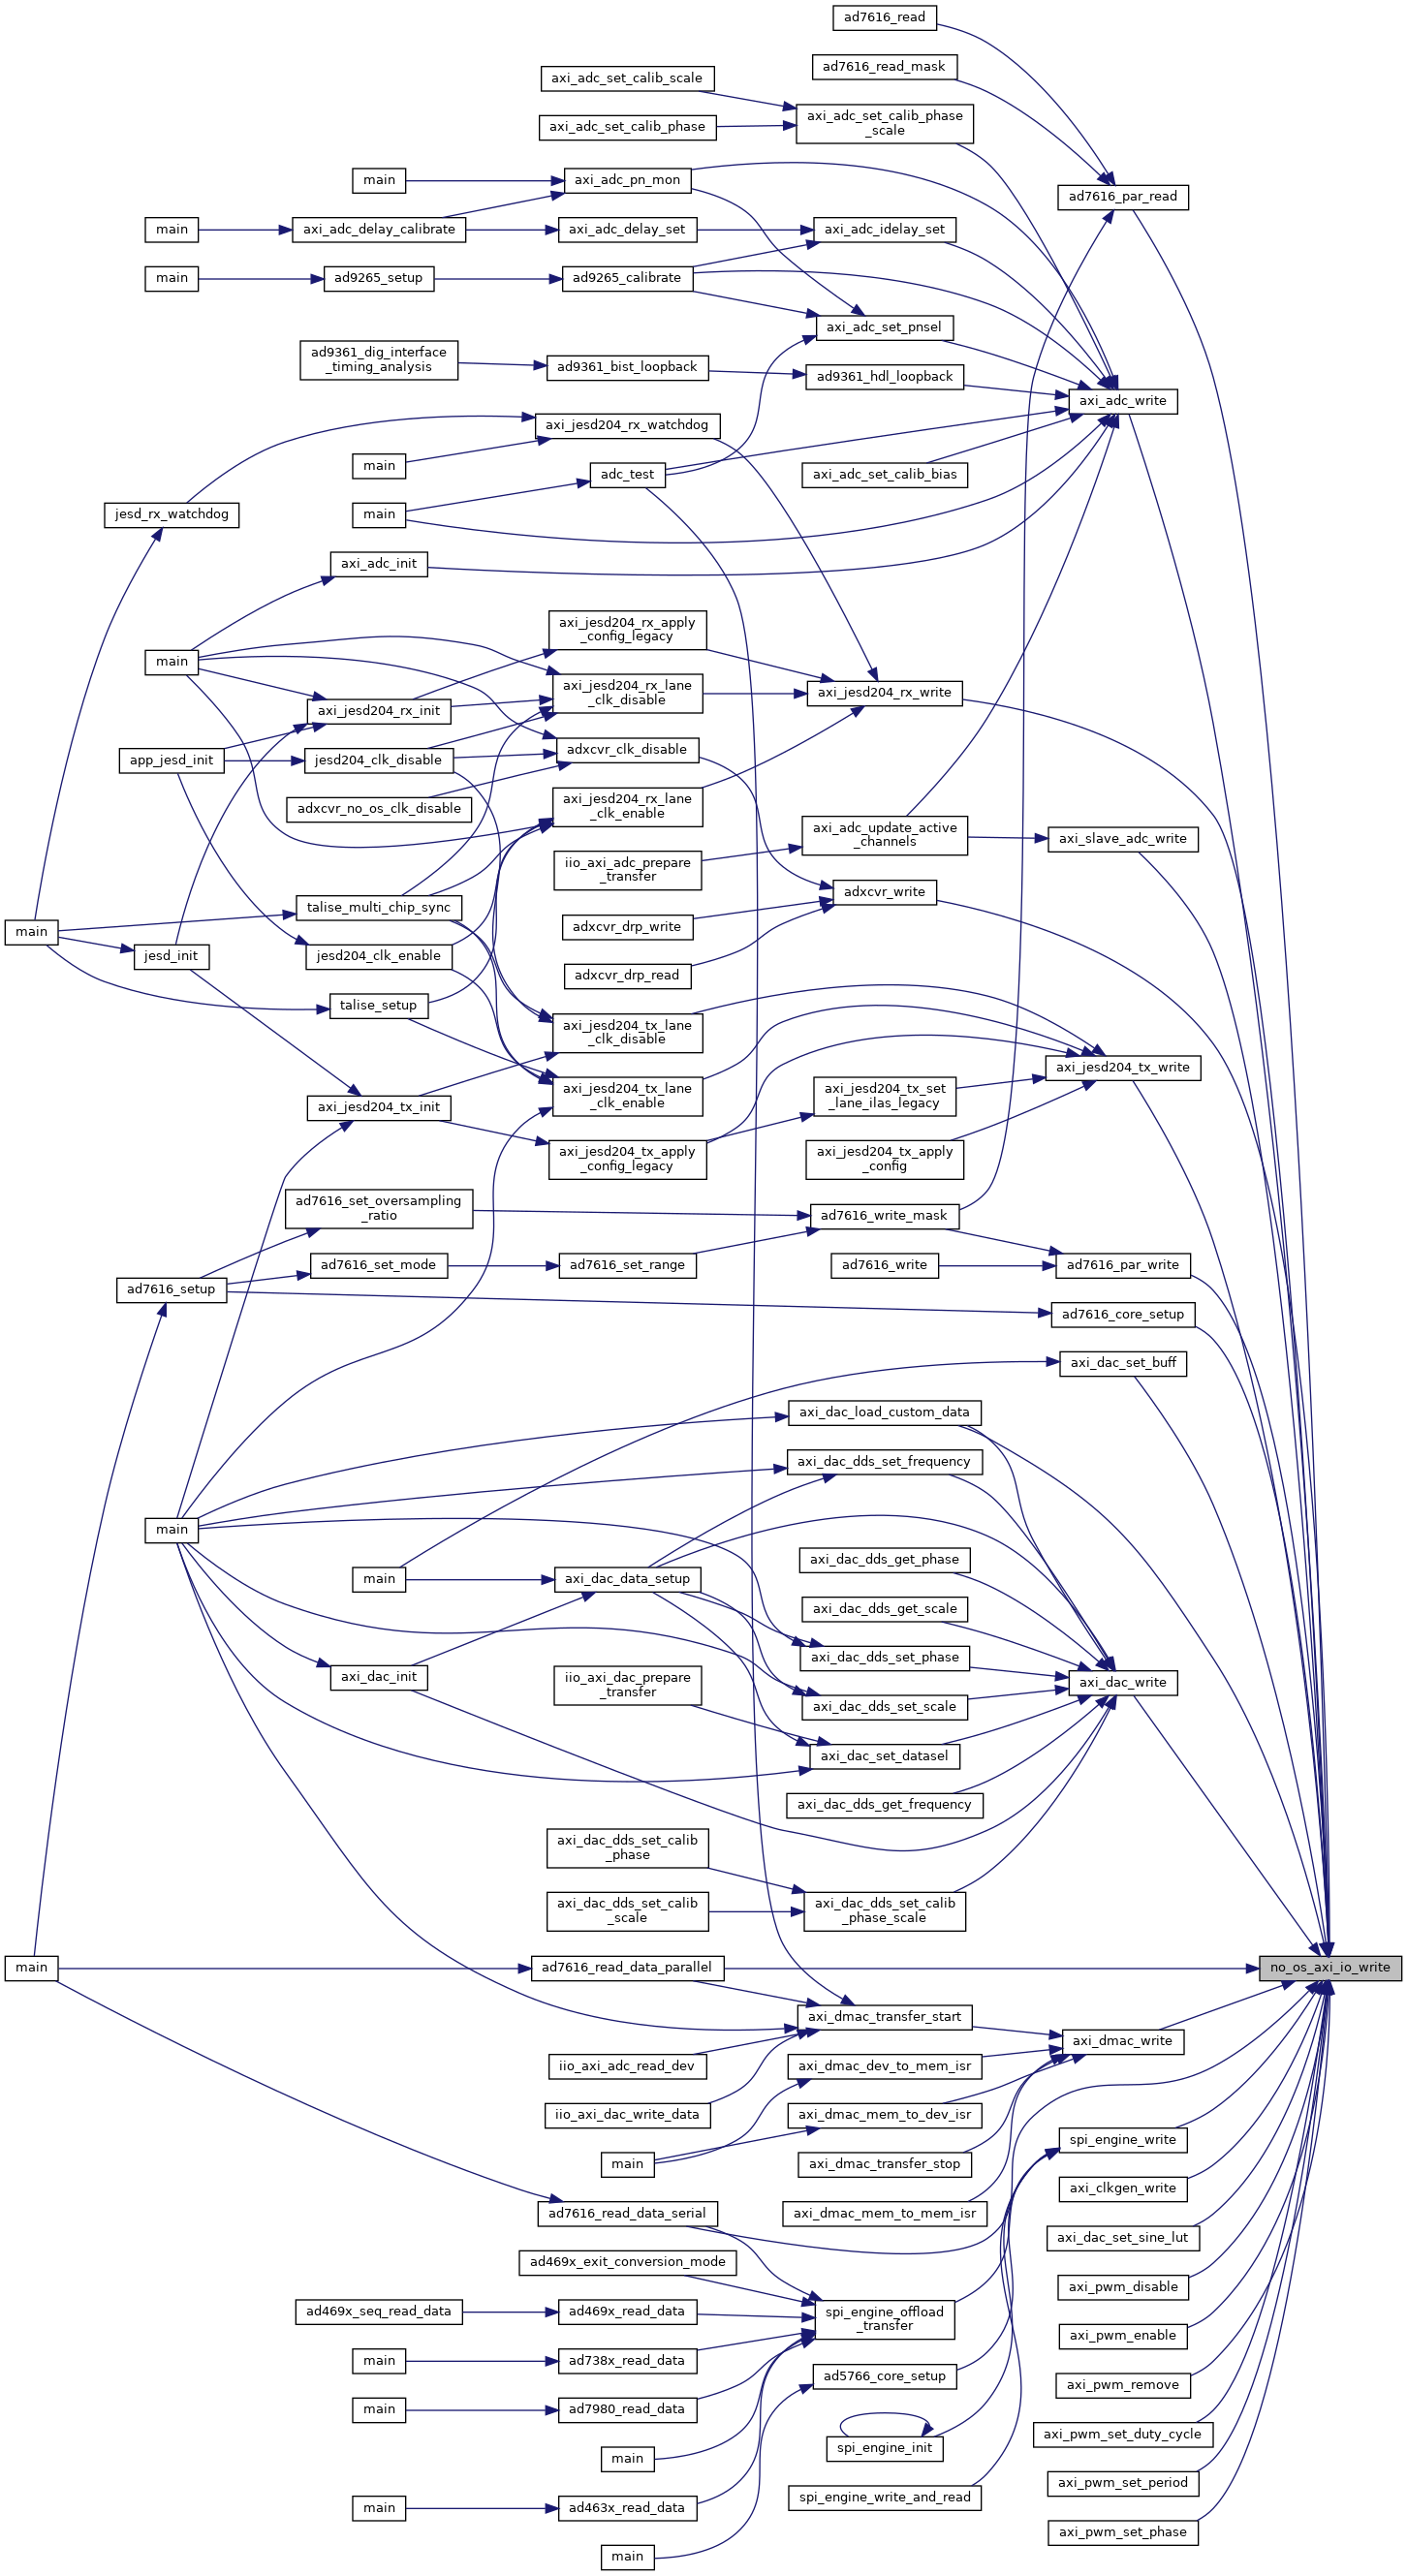 ad7616_read
ad7616_read_mask
axi_adc_set_calib_scale
axi_adc_set_calib_phase
_scale
axi_adc_set_calib_phase
main
axi_adc_pn_mon
ad7616_par_read
main
axi_adc_delay_calibrate
axi_adc_delay_set
axi_adc_idelay_set
main
ad9265_setup
ad9265_calibrate
axi_adc_set_pnsel
ad9361_dig_interface
_timing_analysis
ad9361_bist_loopback
ad9361_hdl_loopback
axi_adc_write
axi_jesd204_rx_watchdog
main
adc_test
axi_adc_set_calib_bias
jesd_rx_watchdog
main
axi_adc_init
axi_jesd204_rx_apply
_config_legacy
main
axi_jesd204_rx_lane
_clk_disable
axi_jesd204_rx_write
axi_jesd204_rx_init
app_jesd_init
jesd204_clk_disable
adxcvr_clk_disable
adxcvr_no_os_clk_disable
axi_jesd204_rx_lane
_clk_enable
axi_adc_update_active
_channels
axi_slave_adc_write
iio_axi_adc_prepare
_transfer
adxcvr_write
talise_multi_chip_sync
adxcvr_drp_write
main
jesd_init
jesd204_clk_enable
adxcvr_drp_read
talise_setup
axi_jesd204_tx_lane
_clk_disable
axi_jesd204_tx_write
axi_jesd204_tx_lane
_clk_enable
axi_jesd204_tx_set
_lane_ilas_legacy
axi_jesd204_tx_init
axi_jesd204_tx_apply
_config_legacy
axi_jesd204_tx_apply
_config
ad7616_set_oversampling
_ratio
ad7616_write_mask
ad7616_set_mode
ad7616_set_range
ad7616_write
ad7616_par_write
ad7616_setup
ad7616_core_setup
axi_dac_set_buff
axi_dac_load_custom_data
axi_dac_dds_set_frequency
main
axi_dac_dds_get_phase
main
axi_dac_data_setup
axi_dac_dds_get_scale
axi_dac_dds_set_phase
axi_dac_init
iio_axi_dac_prepare
_transfer
axi_dac_write
axi_dac_dds_set_scale
axi_dac_set_datasel
axi_dac_dds_get_frequency
axi_dac_dds_set_calib
_phase
axi_dac_dds_set_calib
_scale
axi_dac_dds_set_calib
_phase_scale
main
ad7616_read_data_parallel
no_os_axi_io_write
axi_dmac_transfer_start
axi_dmac_write
iio_axi_adc_read_dev
axi_dmac_dev_to_mem_isr
iio_axi_dac_write_data
axi_dmac_mem_to_dev_isr
spi_engine_write
main
axi_dmac_transfer_stop
axi_clkgen_write
ad7616_read_data_serial
axi_dmac_mem_to_mem_isr
axi_dac_set_sine_lut
ad469x_exit_conversion_mode
axi_pwm_disable
ad469x_seq_read_data
ad469x_read_data
spi_engine_offload
_transfer
axi_pwm_enable
main
ad738x_read_data
ad5766_core_setup
axi_pwm_remove
main
ad7980_read_data
axi_pwm_set_duty_cycle
main
spi_engine_init
axi_pwm_set_period
main
ad463x_read_data
spi_engine_write_and_read
axi_pwm_set_phase
main